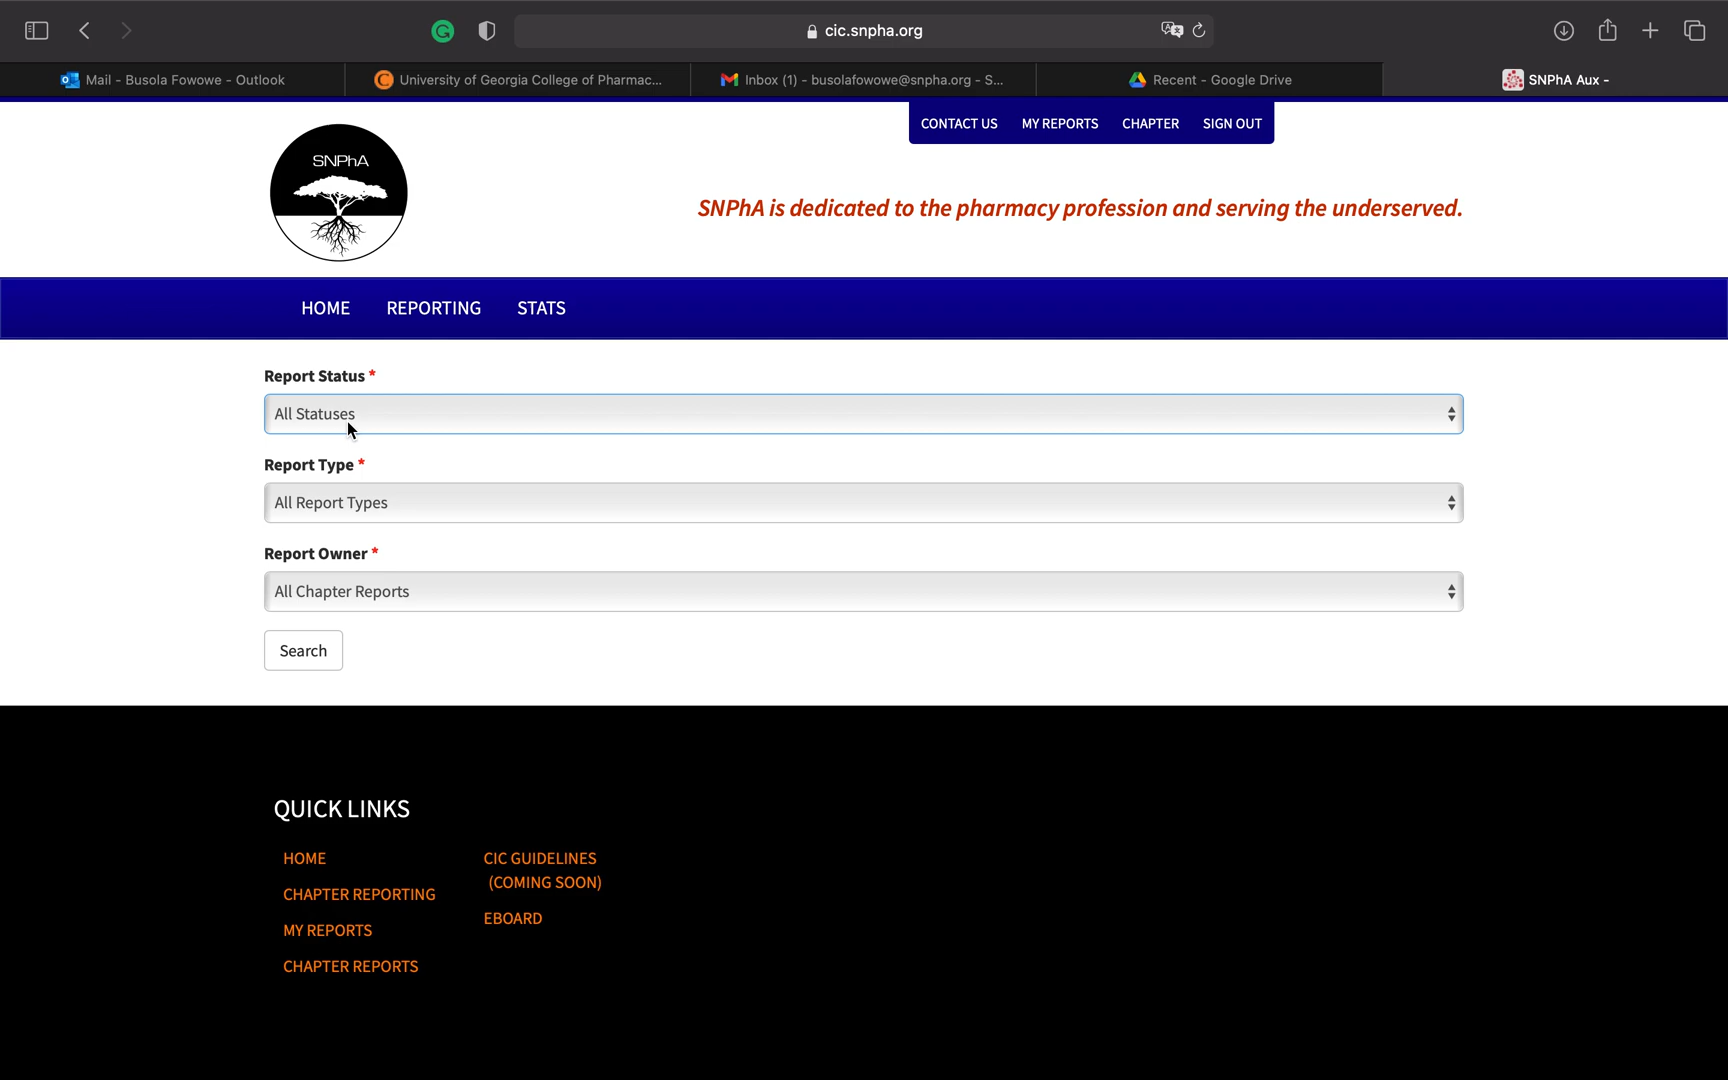 cic.snpha.org
Mail - Busola Fowowe - Outlook
University of Georgia College of Pharmac...
Inbox (1) - busolafowowe@snpha.org - S...
Recent - Google Drive
SNPhA Aux -
CONTACT US MY REPORTS CHAPTER SIGN OUT
SNPhA
SNPhA is dedicated to the pharmacy profession and serving the underserved.
HOME REPORTING STATS
Report Status *
All Statuses
Report Type *
All Report Types
Report Owner *
All Chapter Reports
Search
QUICK LINKS
HOME
CHAPTER REPORTING
MY REPORTS
CHAPTER REPORTS
CIC GUIDELINES
(COMING SOON)
EBOARD